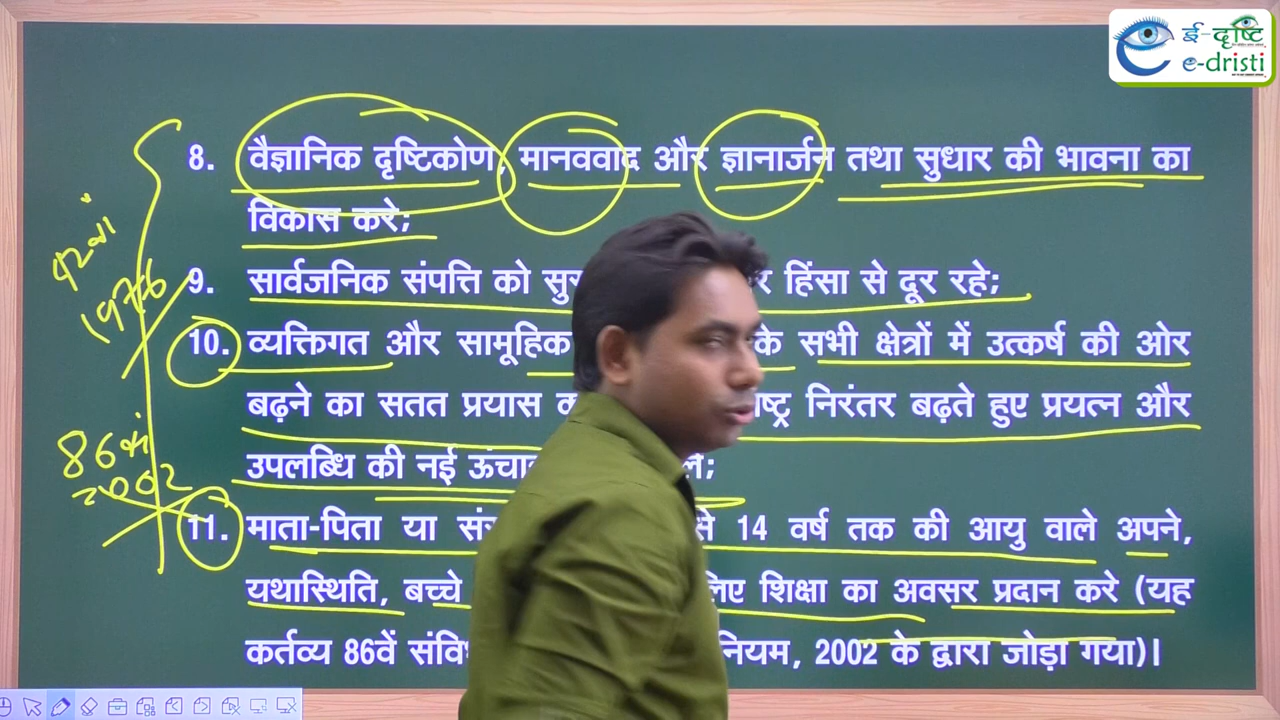 ई-दृष्टि
e-dristi
8. वैज्ञानिक दृष्टिकोण, मानववाद और ज्ञानार्जन तथा सुधार की भावना का
विकास करे;
42वाँ
1976
9. सार्वजनिक संपत्ति को हिंसा से दूर रहे;
10. व्यक्तिगत और सामूहिक के सभी क्षेत्रों में उत्कर्ष की ओर
बढ़ने का सतत प्रयास निरंतर बढ़ते हुए प्रयत्न और
उपलब्धि की नई
86वाँ
2002
11. माता-पिता या से 14 वर्ष तक की आयु वाले अपने,
यथास्थिति, बच्चे शिक्षा का अवसर प्रदान करे (यह
कर्तव्य 86वें 2002 के द्वारा जोड़ा गया)।